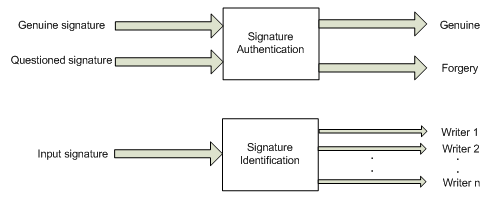 Genuine signature
Questioned signature
Signature
Authentication
Genuine
Forgery
Input signature
Signature
Identification
Writer 1
Writer 2
.
.
Writer n